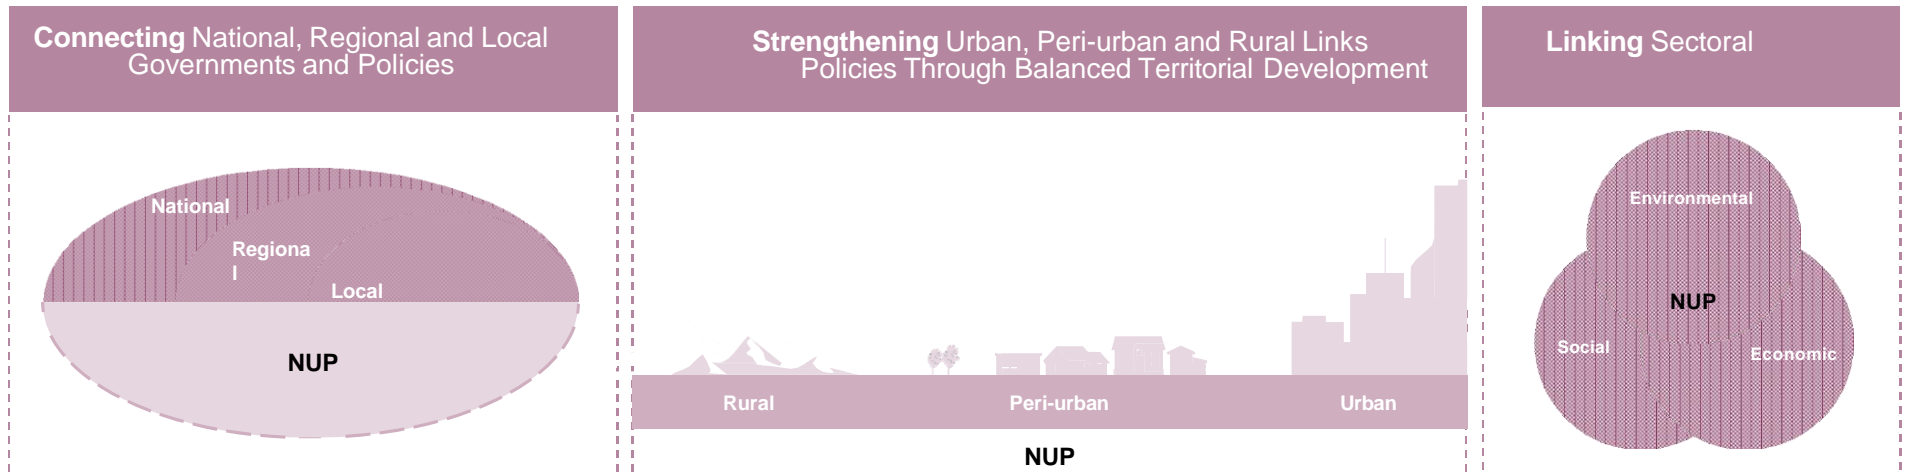 Connecting National, Regional and Local
Governments and Policies
National
Regiona
l
Local
NUP
Strengthening Urban, Peri-urban and Rural Links
Policies Through Balanced Territorial Development
Rural Peri-urban Urban
NUP
Linking Sectoral
Environmental
NUP
Social
Economic